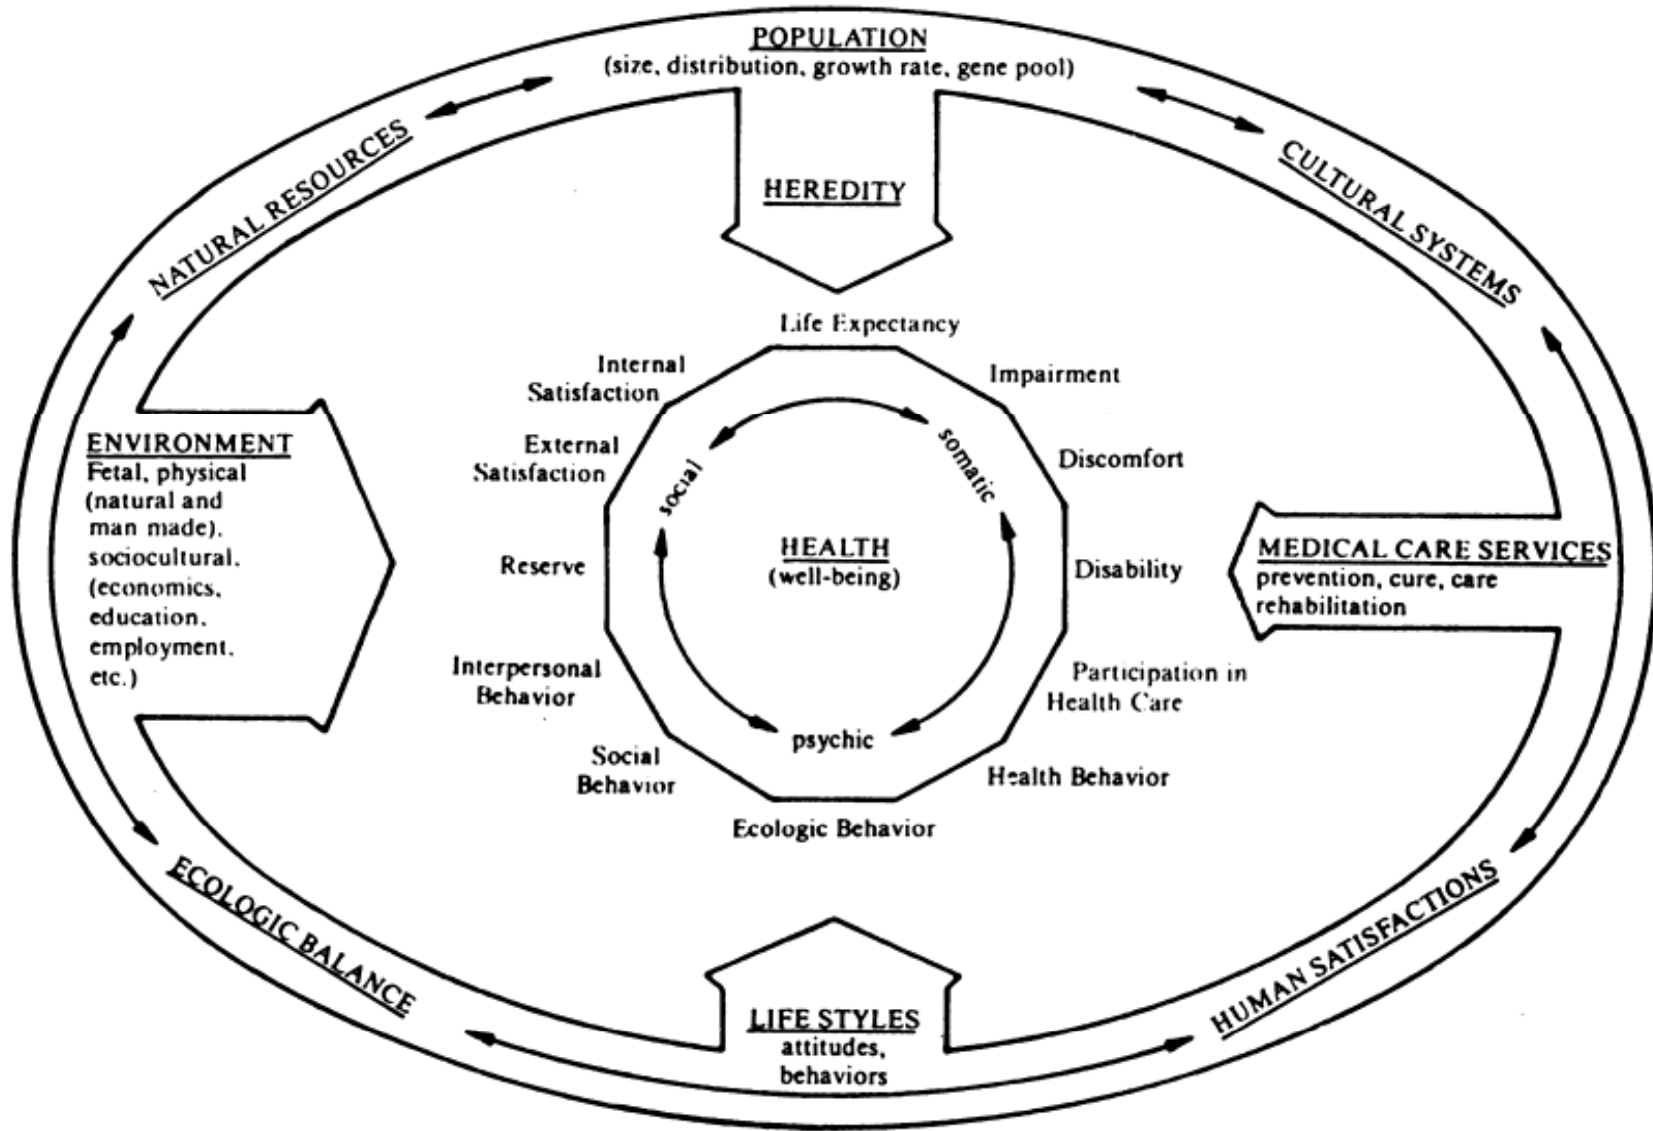 POPULATION
(size, distribution, growth rate, gene pool)
NATURAL RESOURCES
CULTURAL SYSTEMS
HEREDITY
Life Expectancy
Internal
Satisfaction
Impairment
External
Satisfaction
Discomfort
social
somatic
ENVIRONMENT
Fetal, physical
(natural and
man made),
sociocultural,
(economics,
education,
employment,
etc.)
Reserve
HEALTH
(well-being)
Disability
MEDICAL CARE SERVICES
prevention, cure, care
rehabilitation
Interpersonal
Behavior
Participation in
Health Care
psychic
Social
Behavior
Health Behavior
Ecologic Behavior
ECOLOGIC BALANCE
HUMAN SATISFACTIONS
LIFE STYLES
attitudes,
behaviors